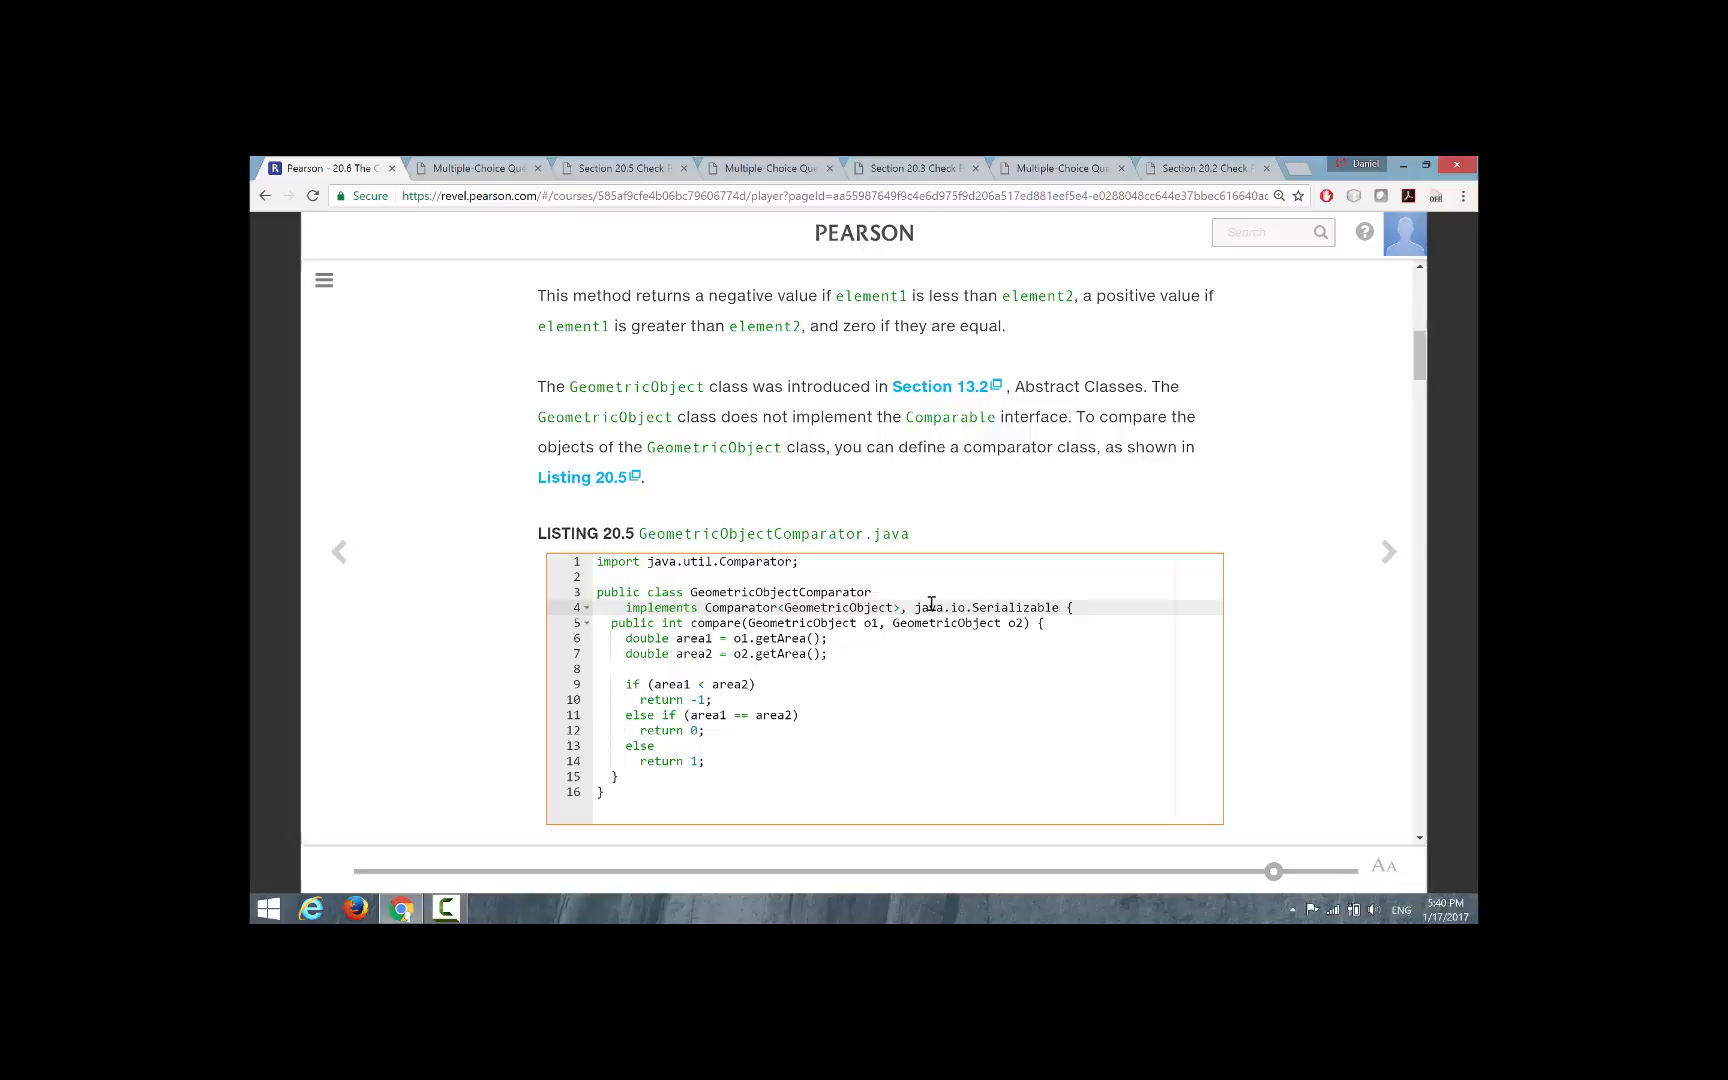 Pearson - 20.6 The C
Multiple-Choice Que
Section 20.5 Check P
Multiple-Choice Que
Section 20.3 Check P
Multiple-Choice Que
Section 20.2 Check P
Daniel
Secure
https://revel.pearson.com/#/courses/585af9cfe4b06bc79606774d/player?pageId=aa55987649f9c4e6d975f9d206a517ed881eef5e4-e0288048cc644e37bbec616640ac
OFF
PEARSON
Search
?
This method returns a negative value if element1 is less than element2, a positive value if
element1 is greater than element2, and zero if they are equal.
The GeometricObject class was introduced in Section 13.2 , Abstract Classes. The
GeometricObject class does not implement the Comparable interface. To compare the
objects of the GeometricObject class, you can define a comparator class, as shown in
Listing 20.5.
LISTING 20.5 GeometricObjectComparator.java
1 import java.util.Comparator;
2
3 public class GeometricObjectComparator
4 implements Comparator<GeometricObject>, java.io.Serializable {
5 public int compare(GeometricObject o1, GeometricObject o2) {
6 double area1 = o1.getArea();
7 double area2 = o2.getArea();
8
9 if (area1 < area2)
10 return -1;
11 else if (area1 == area2)
12 return 0;
13 else
14 return 1;
15 }
16 }
AA
ENG
5:40 PM
1/17/2017